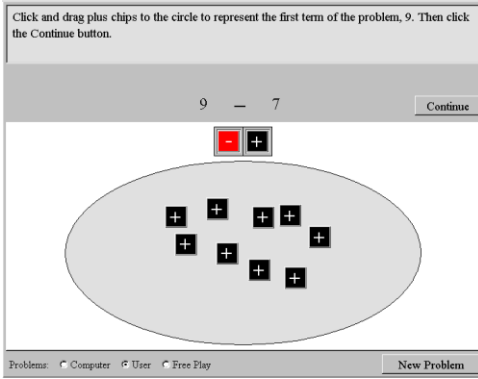 Click and drag plus chips to the circle to represent the first term of the problem, 9. Then click
the Continue button.
9 – 7
Continue
- +
+ + + +
+ +
+ + +
Problems: Computer User Free Play
New Problem